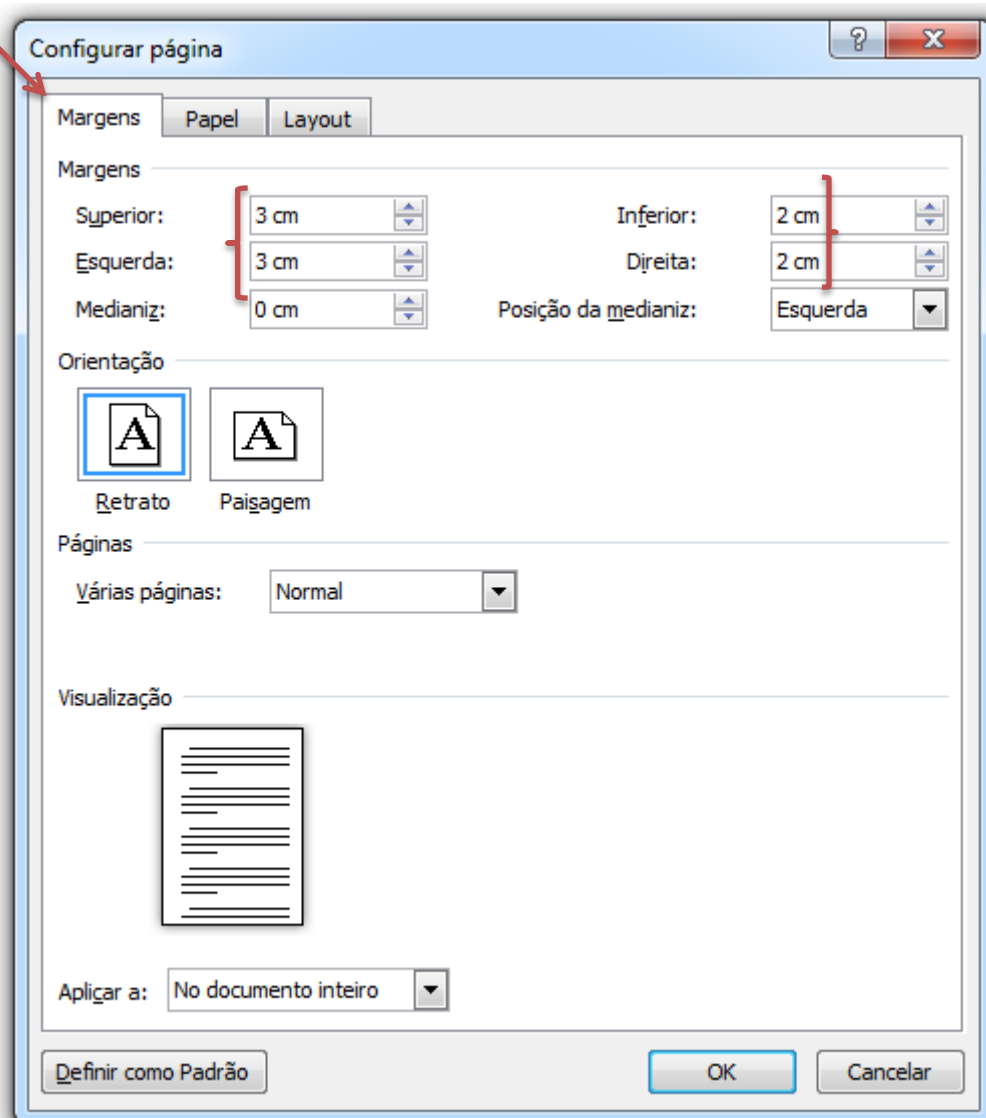 Configurar página
Margens Papel Layout
Margens
Superior: 3 cm Inferior: 2 cm
Esquerda: 3 cm Direita: 2 cm
Medianiz: 0 cm Posição da medianiz: Esquerda
Orientação
A A
Retrato Paisagem
Páginas
Várias páginas: Normal
Visualização
Aplicar a: No documento inteiro
Definir como Padrão OK Cancelar